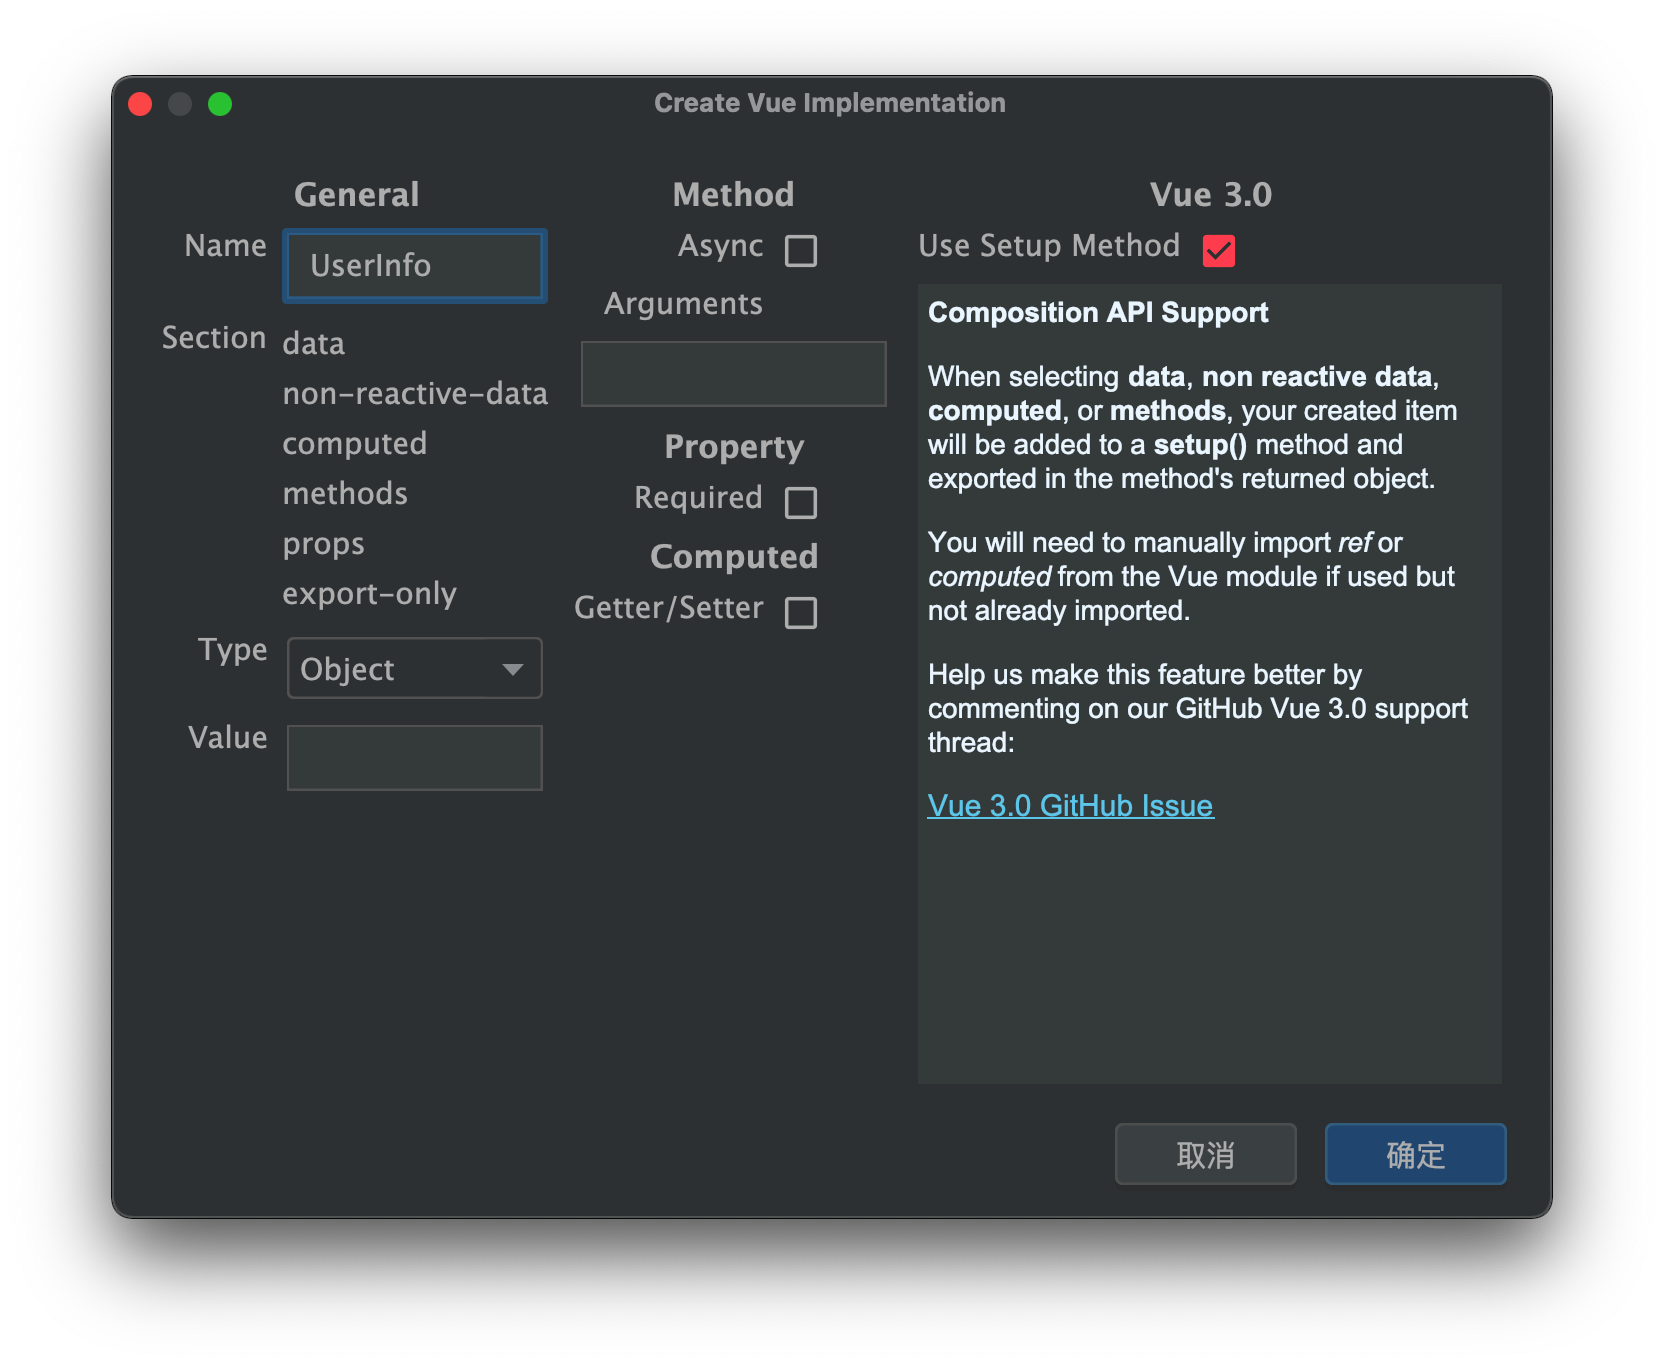 Create Vue Implementation
General
Name
UserInfo
Section
data
non-reactive-data
computed
methods
props
export-only
Type
Object
Value
Method
Async
Arguments
Property
Required
Computed
Getter/Setter
Vue 3.0
Use Setup Method
Composition API Support
When selecting data, non reactive data,
computed, or methods, your created item
will be added to a setup() method and
exported in the method's returned object.
You will need to manually import ref or
computed from the Vue module if used but
not already imported.
Help us make this feature better by
commenting on our GitHub Vue 3.0 support
thread:
Vue 3.0 GitHub Issue
取消
确定